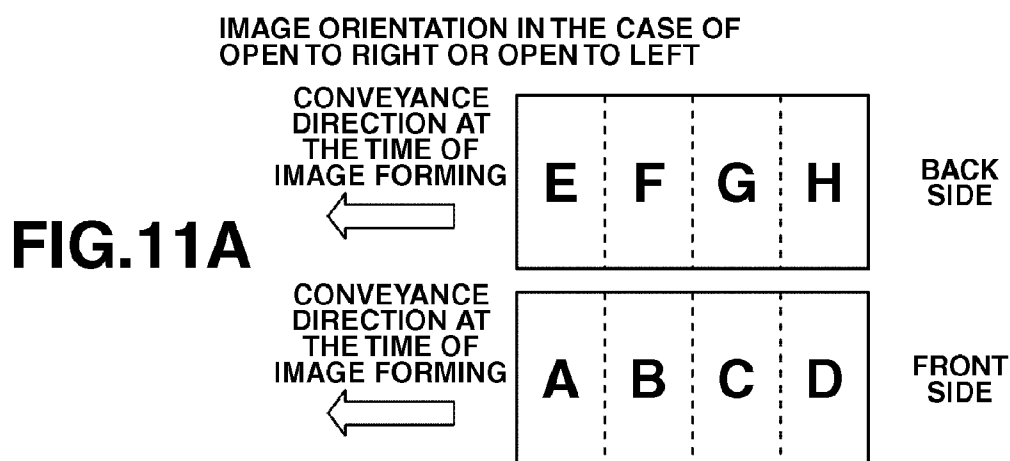 IMAGE ORIENTATION IN THE CASE OF
OPEN TO RIGHT OR OPEN TO LEFT
CONVEYANCE
DIRECTION AT
THE TIME OF
IMAGE FORMING
E F G H
BACK
SIDE
FIG.11A
CONVEYANCE
DIRECTION AT
THE TIME OF
IMAGE FORMING
A B C D
FRONT
SIDE